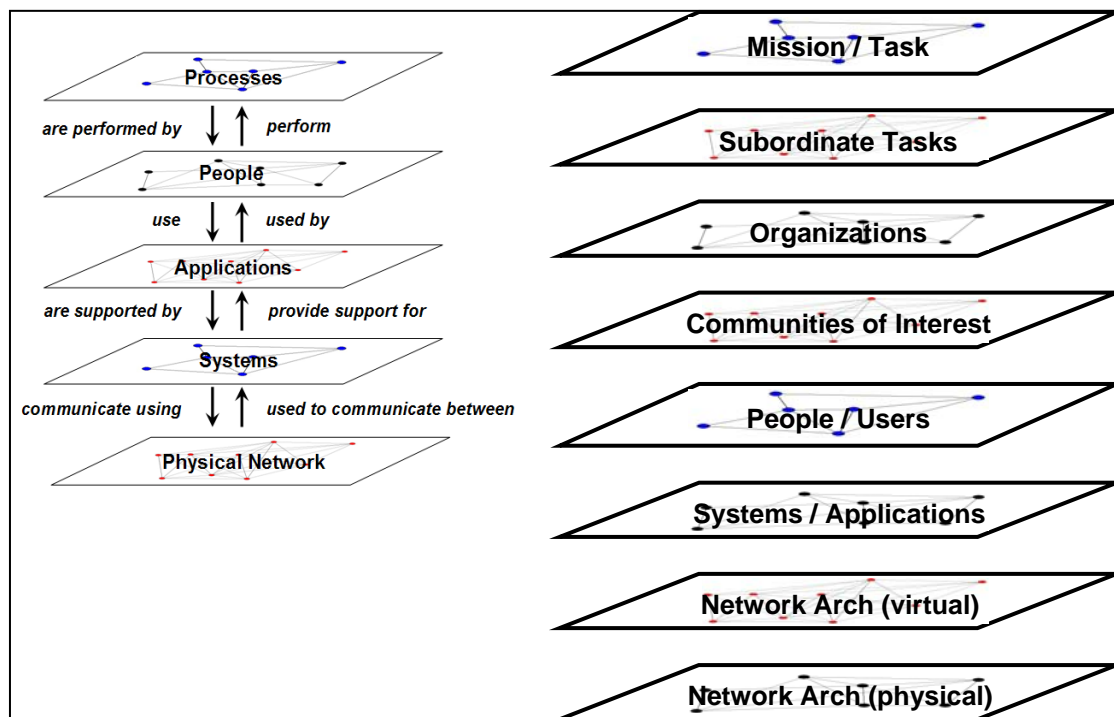 Processes
are performed by
perform
People
use
used by
Applications
are supported by
provide support for
Systems
communicate using
used to communicate between
Physical Network
Mission / Task
Subordinate Tasks
Organizations
Communities of Interest
People / Users
Systems / Applications
Network Arch (virtual)
Network Arch (physical)